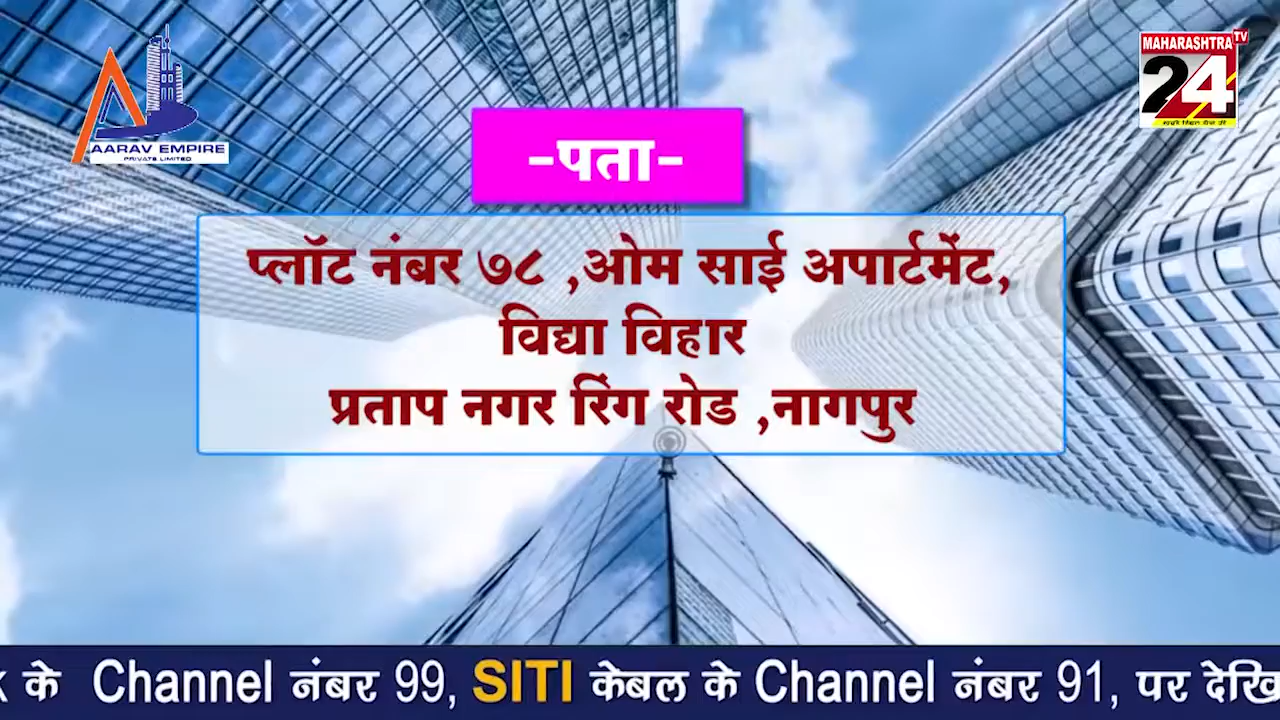 AARAV EMPIRE
PRIVATE LIMITED
MAHARASHTRA TV
24
-पता-
प्लॉट नंबर ७८ ,ओम साई अपार्टमेंट,
विद्या विहार
प्रताप नगर रिंग रोड ,नागपुर
के Channel नंबर 99, SITI केबल के Channel नंबर 91, पर देखि